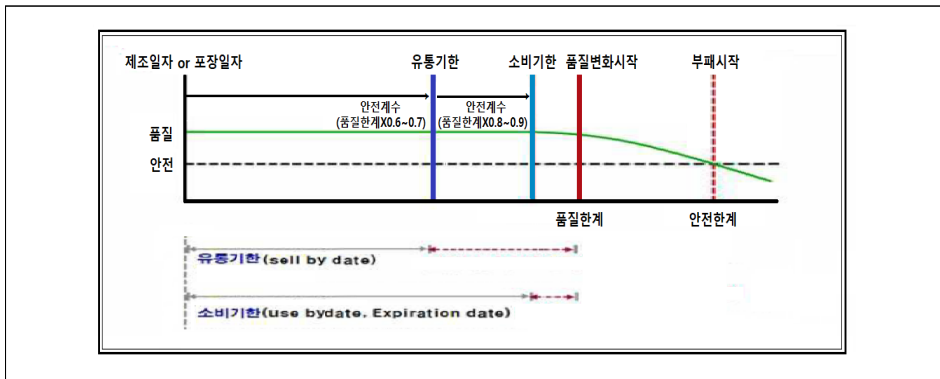 제조일자 or 포장일자 유통기한 소비기한 품질변화시작 부패시작
안전계수 안전계수
(품질한계X0.6~0.7) (품질한계X0.8~0.9)
품질
안전
품질한계 안전한계
유통기한(sell by date)
소비기한(use bydate. Expiration date)